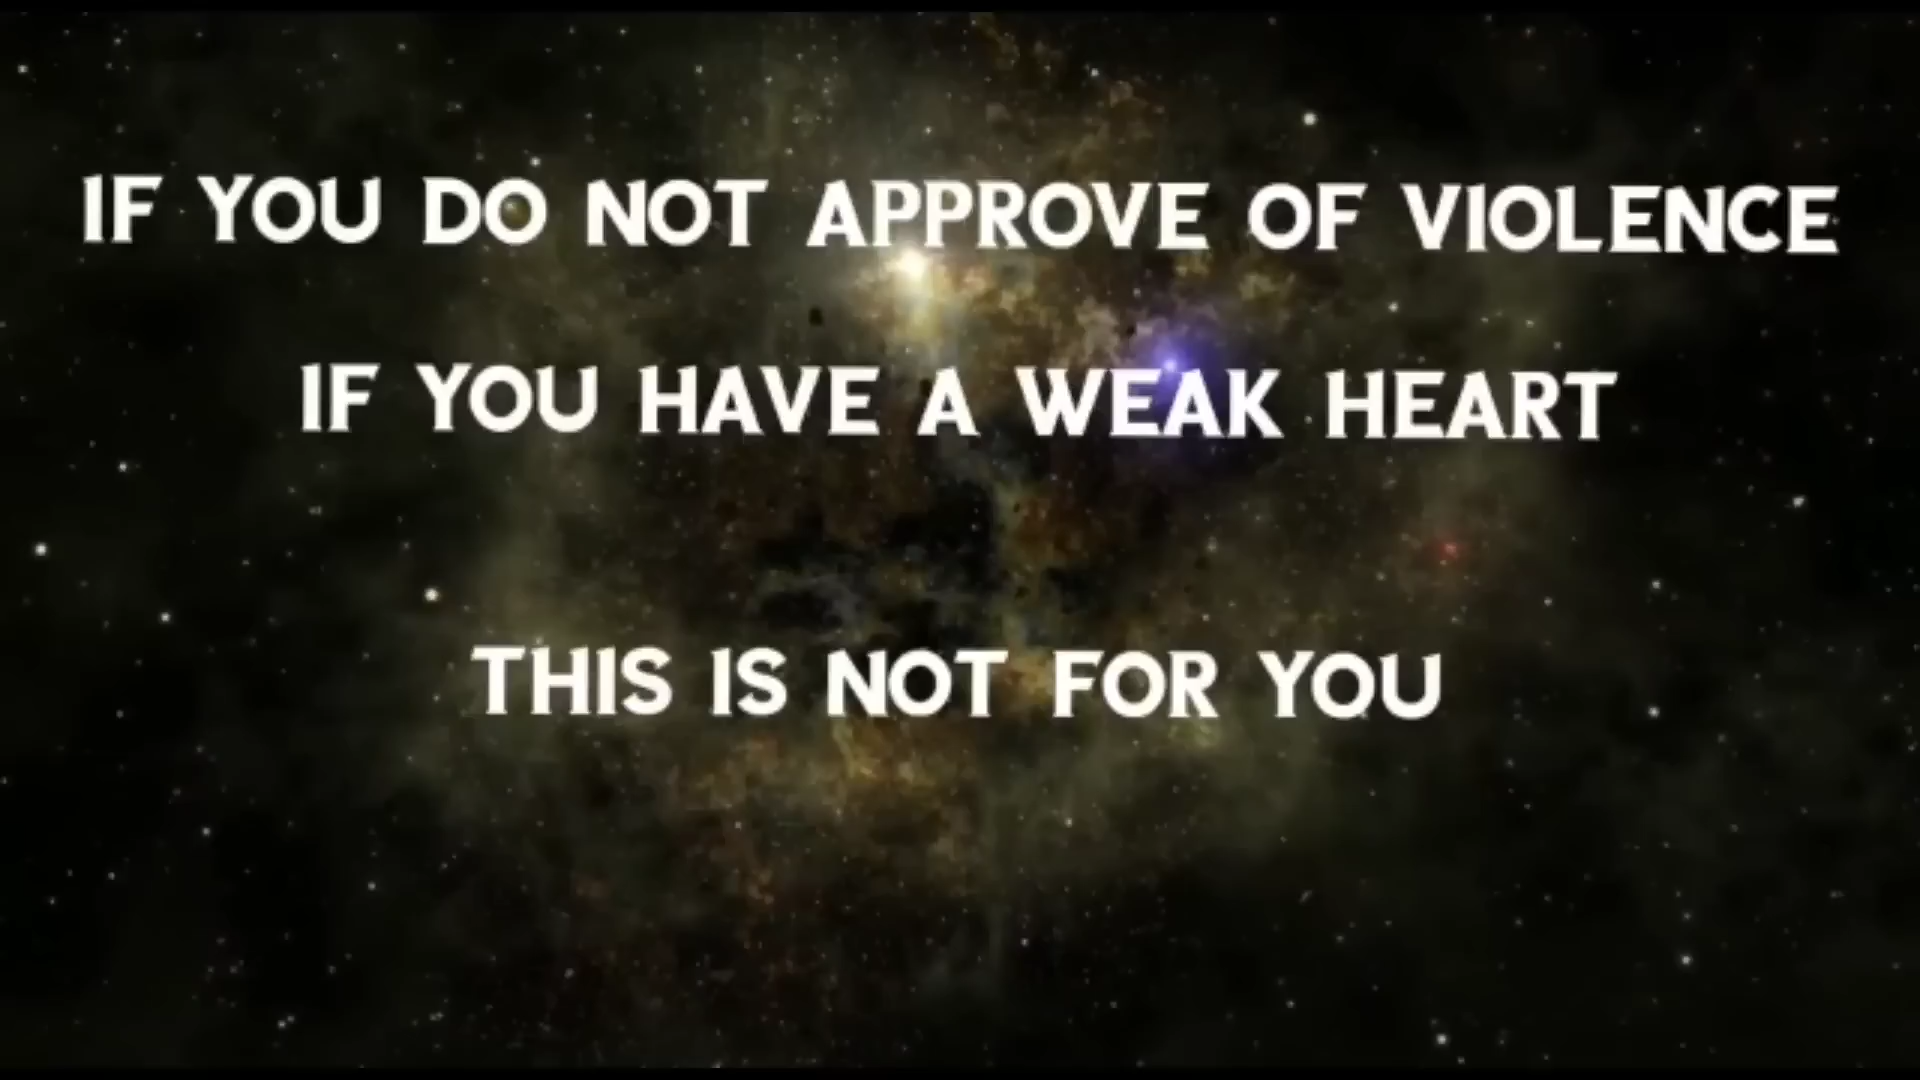 IF YOU DO NOT APPROVE OF VIOLENCE
IF YOU HAVE A WEAK HEART
THIS IS NOT FOR YOU